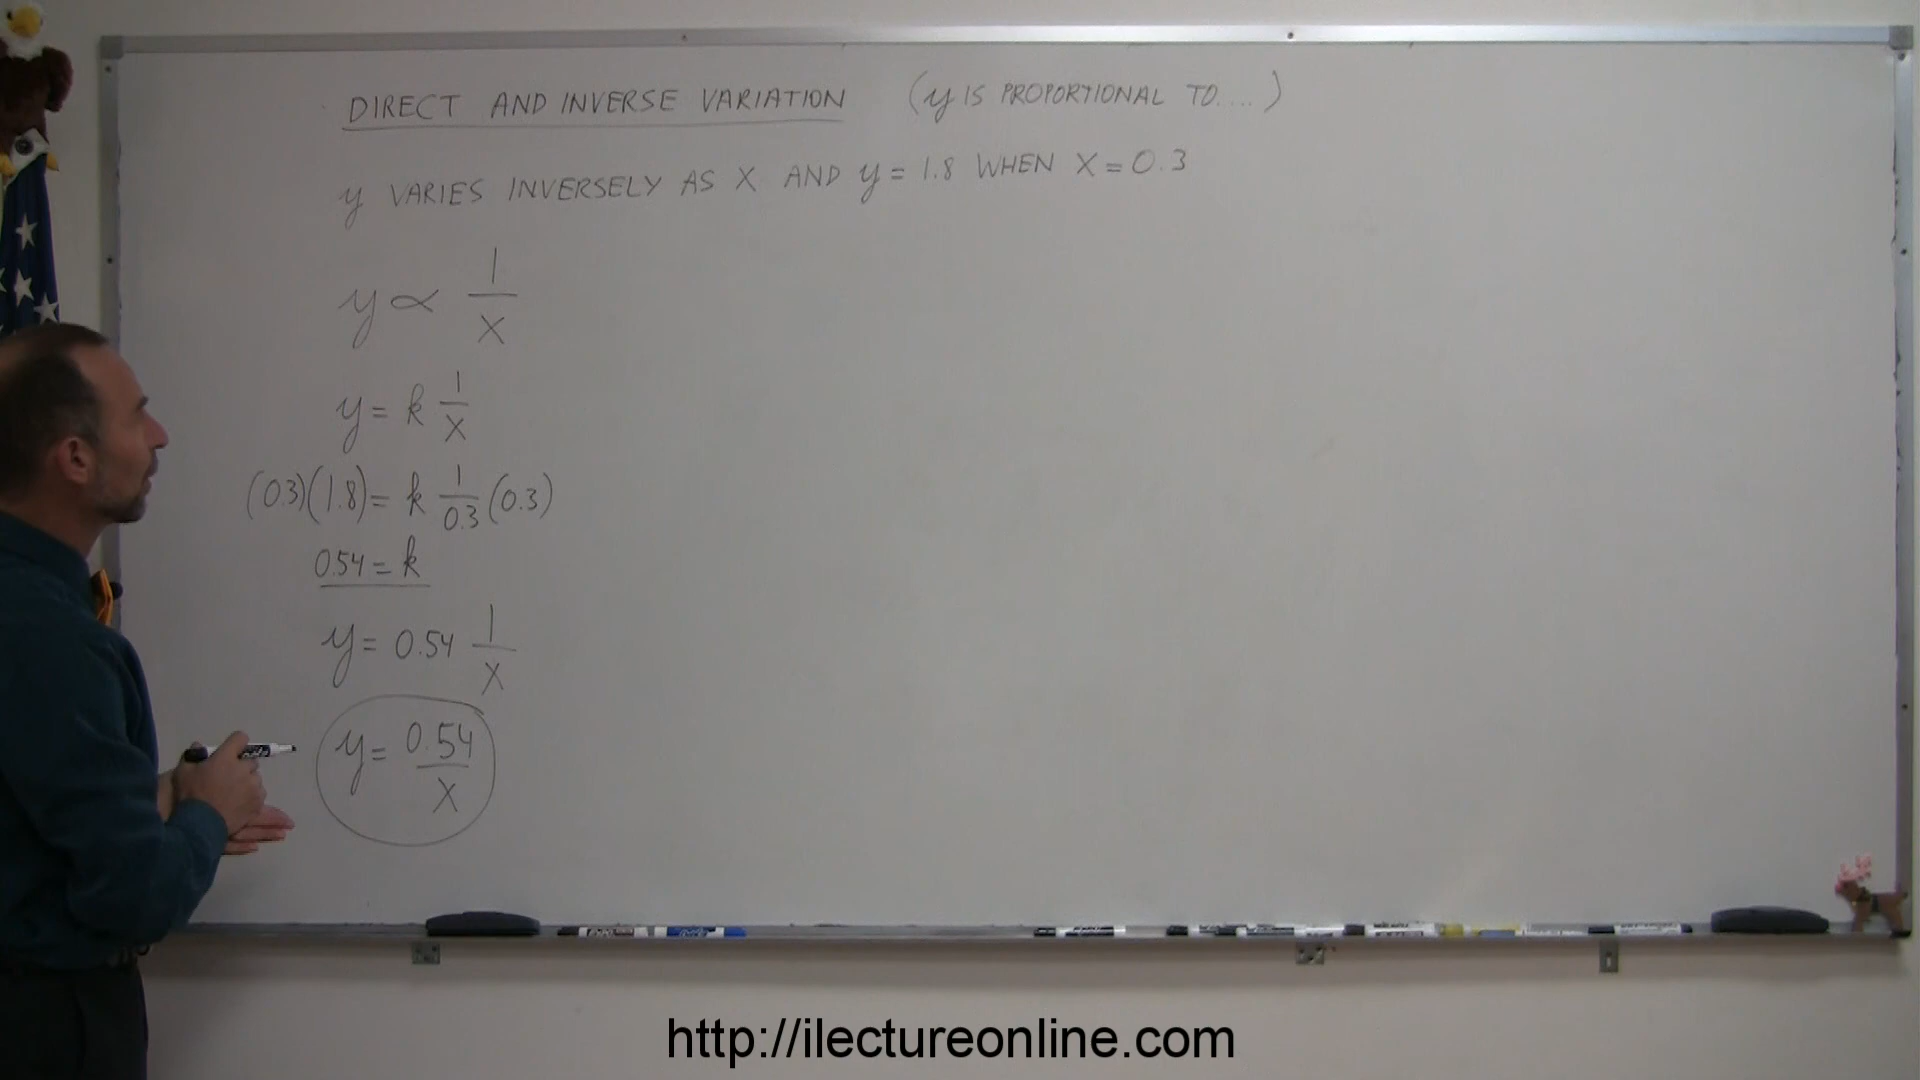 DIRECT AND INVERSE VARIATION (y IS PROPORTIONAL TO.....)
y VARIES INVERSELY AS X AND y = 1.8 WHEN X = 0.3
y ∝ 1/X
y = k 1/X
(0.3)(1.8) = k 1/0.3 (0.3)
0.54 = k
y = 0.54 1/X
y = 0.54/X
http://ilectureonline.com